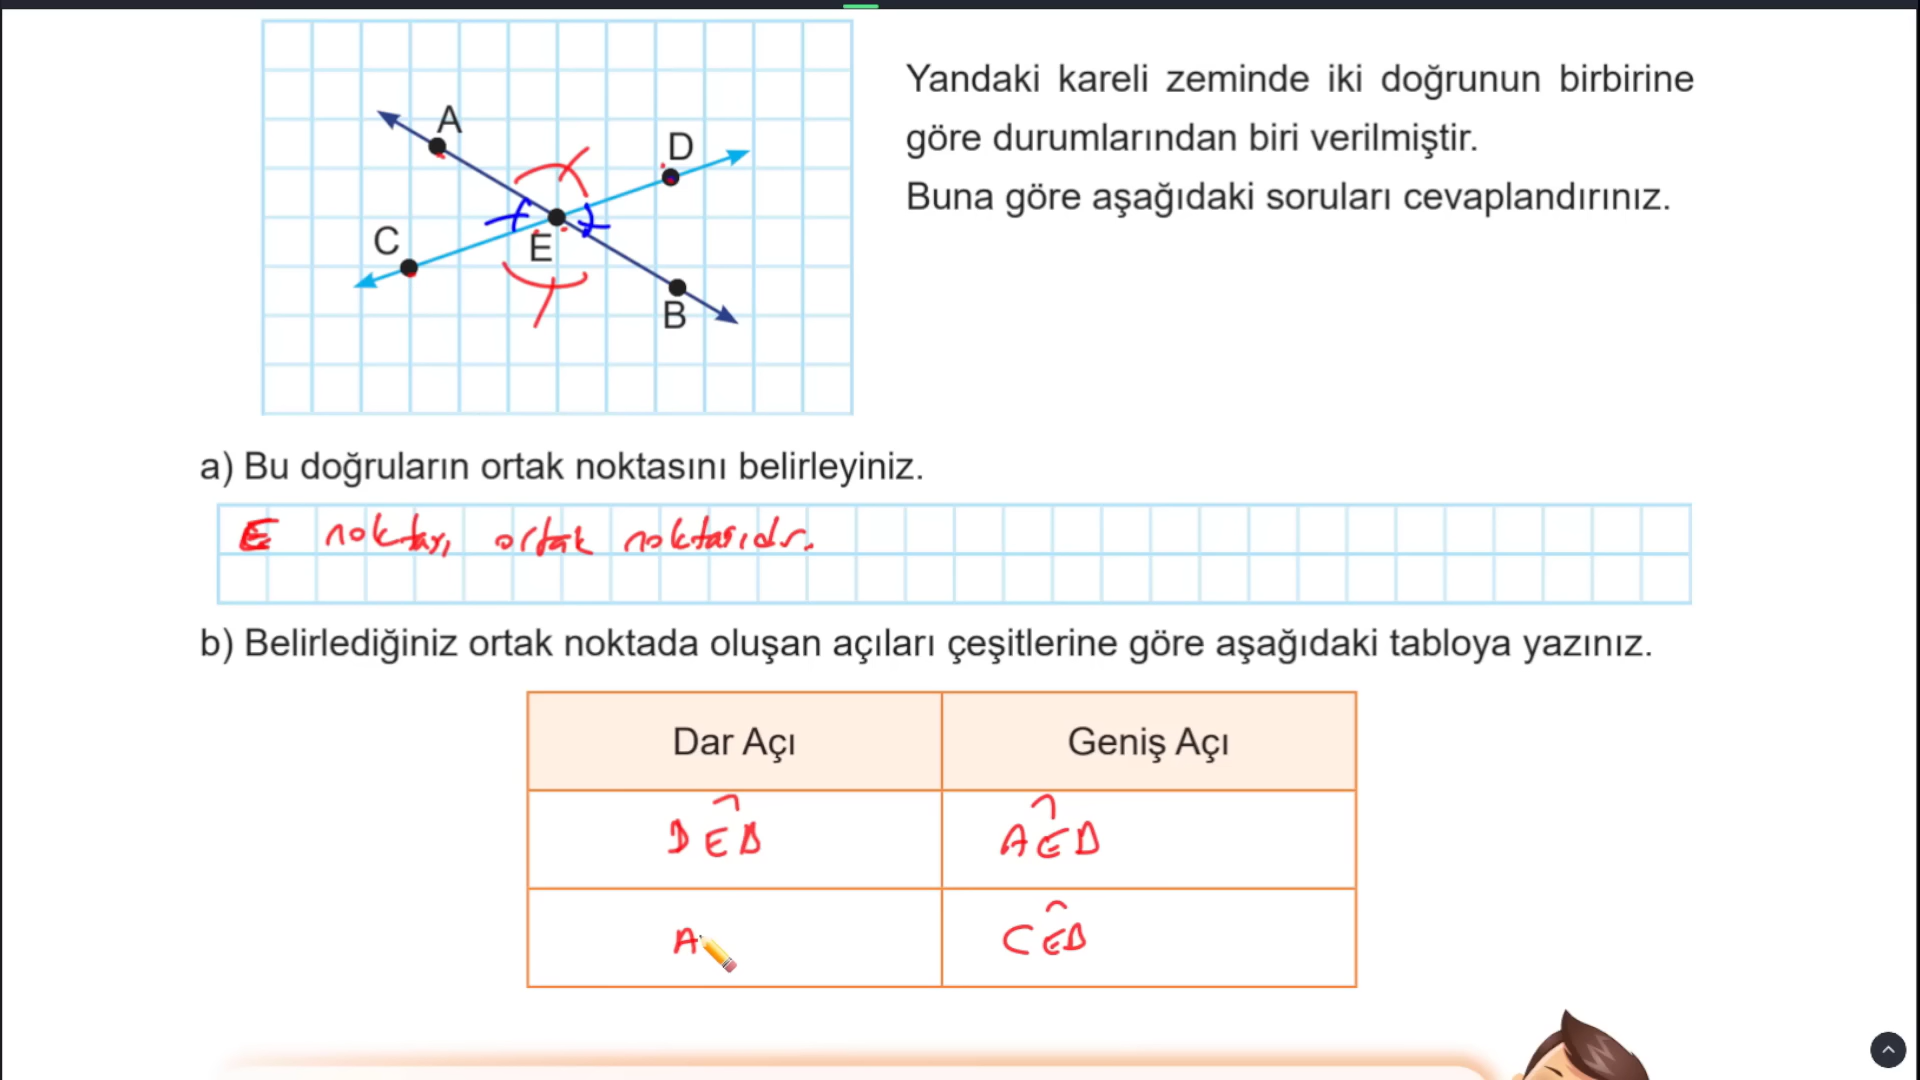 A
D
C
E
B
Yandaki kareli zeminde iki doğrunun birbirine
göre durumlarından biri verilmiştir.
Buna göre aşağıdaki soruları cevaplandırınız.
a) Bu doğruların ortak noktasını belirleyiniz.
E noktası ortak noktasıdır.
b) Belirlediğiniz ortak noktada oluşan açıları çeşitlerine göre aşağıdaki tabloya yazınız.
Dar Açı Geniş Açı
DEB AED
A CEB